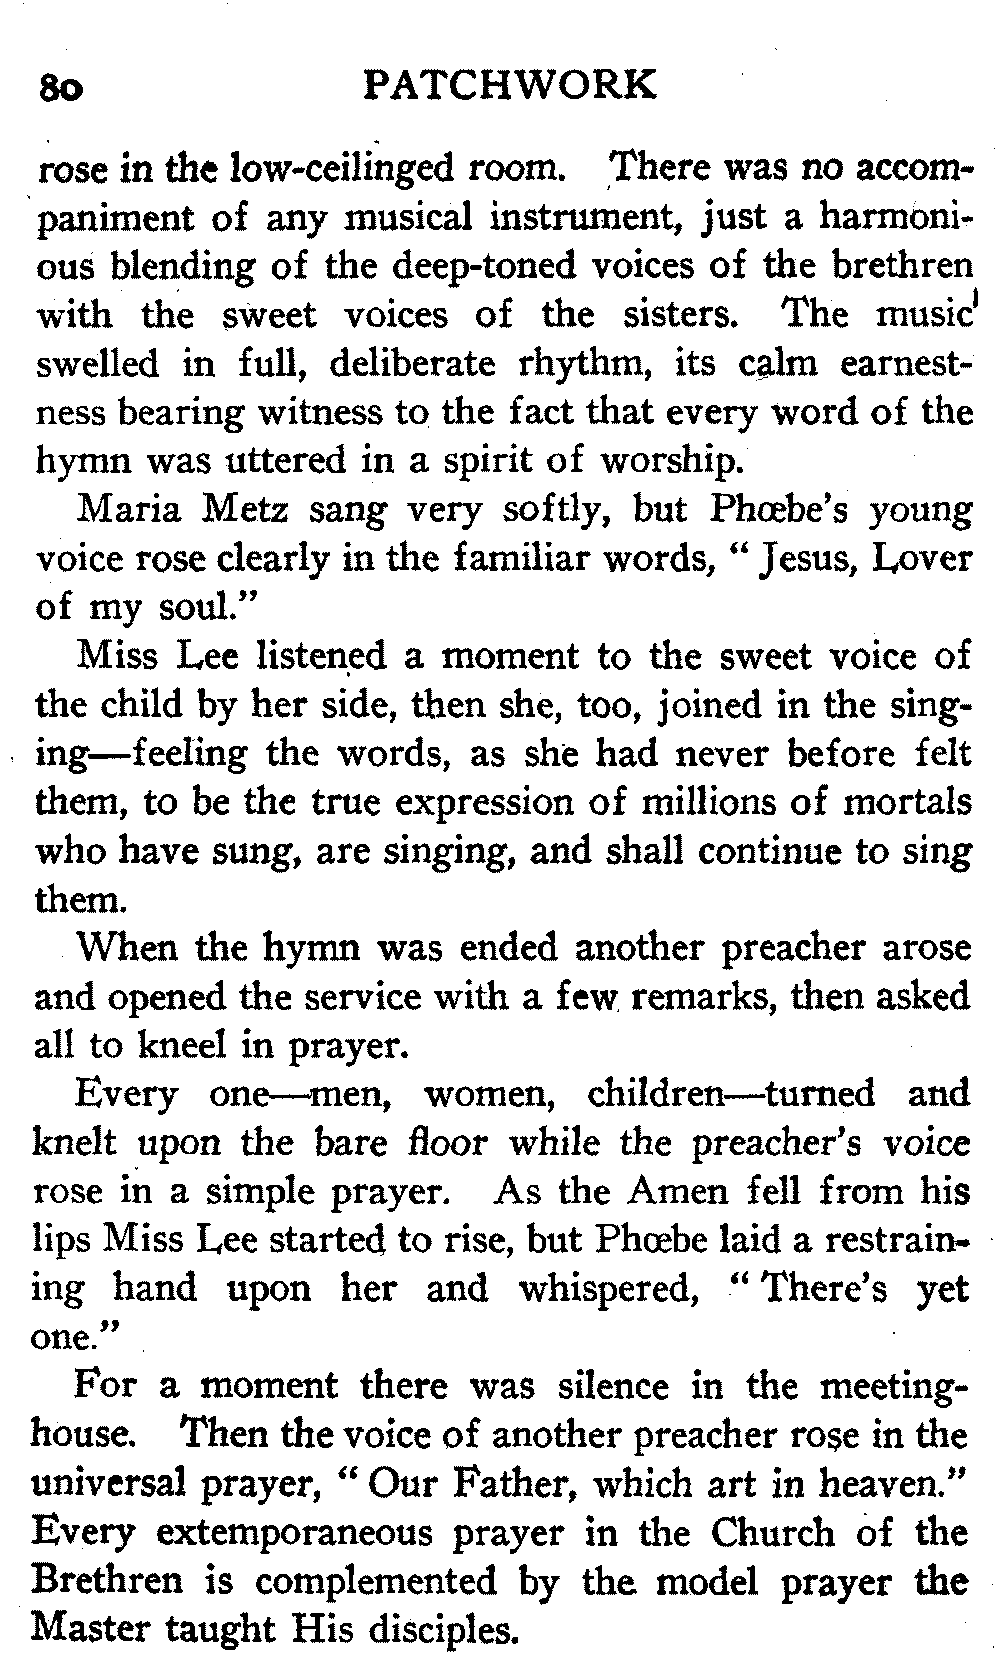 80 PATCHWORK
rose in the low-ceilinged room. There was no accom-
paniment of any musical instrument, just a harmoni-
ous blending of the deep-toned voices of the brethren
with the sweet voices of the sisters. The music
swelled in full, deliberate rhythm, its calm earnest-
ness bearing witness to the fact that every word of the
hymn was uttered in a spirit of worship.
Maria Metz sang very softly, but Phœbe's young
voice rose clearly in the familiar words, “ Jesus, Lover
of my soul.”
Miss Lee listened a moment to the sweet voice of
the child by her side, then she, too, joined in the sing-
ing—feeling the words, as she had never before felt
them, to be the true expression of millions of mortals
who have sung, are singing, and shall continue to sing
them.
When the hymn was ended another preacher arose
and opened the service with a few remarks, then asked
all to kneel in prayer.
Every one—men, women, children—turned and
knelt upon the bare floor while the preacher's voice
rose in a simple prayer. As the Amen fell from his
lips Miss Lee started to rise, but Phœbe laid a restrain-
ing hand upon her and whispered, “ There's yet
one.”
For a moment there was silence in the meeting-
house. Then the voice of another preacher rose in the
universal prayer, “ Our Father, which art in heaven.”
Every extemporaneous prayer in the Church of the
Brethren is complemented by the model prayer the
Master taught His disciples.